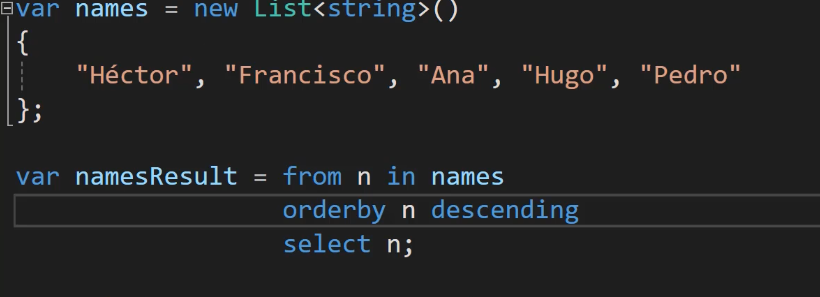 var names = new List<string>()
{
    "Héctor", "Francisco", "Ana", "Hugo", "Pedro"
};
var namesResult = from n in names
                  orderby n descending
                  select n;